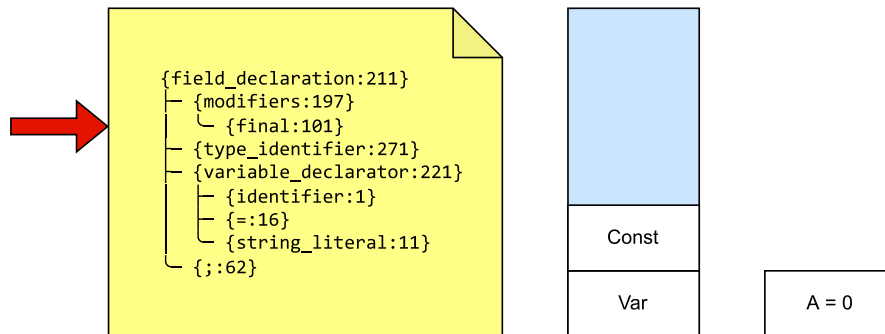 {field_declaration:211}
├─ {modifiers:197}
│  ╰─ {final:101}
├─ {type_identifier:271}
├─ {variable_declarator:221}
│  ├─ {identifier:1}
│  ├─ {=:16}
│  ╰─ {string_literal:11}
╰─ {;:62}
Const
Var
A = 0